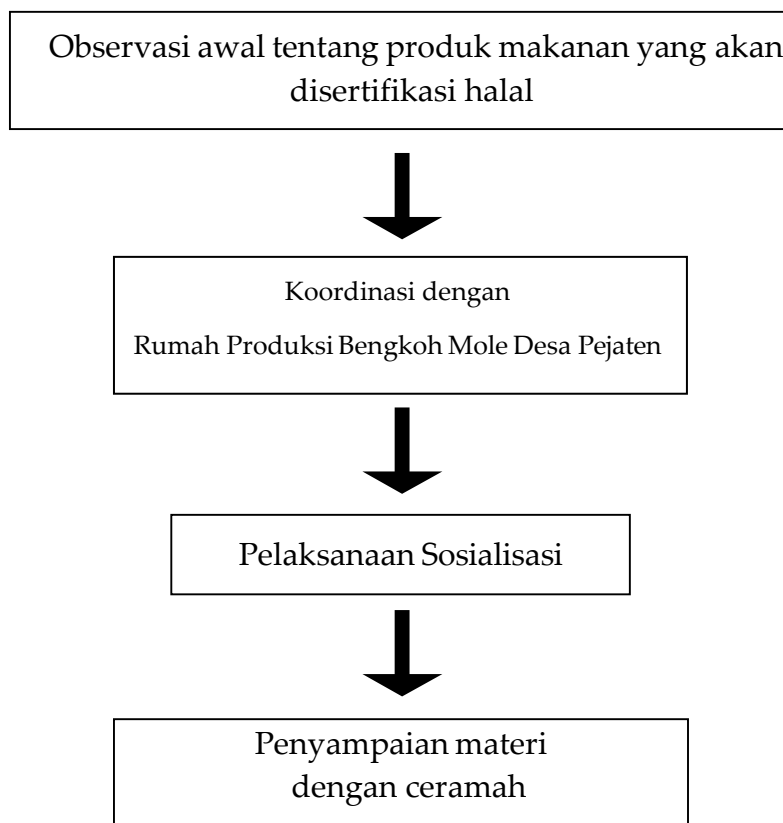 Observasi awal tentang produk makanan yang akan
disertifikasi halal
Koordinasi dengan
Rumah Produksi Bengkoh Mole Desa Pejaten
Pelaksanaan Sosialisasi
Penyampaian materi
dengan ceramah